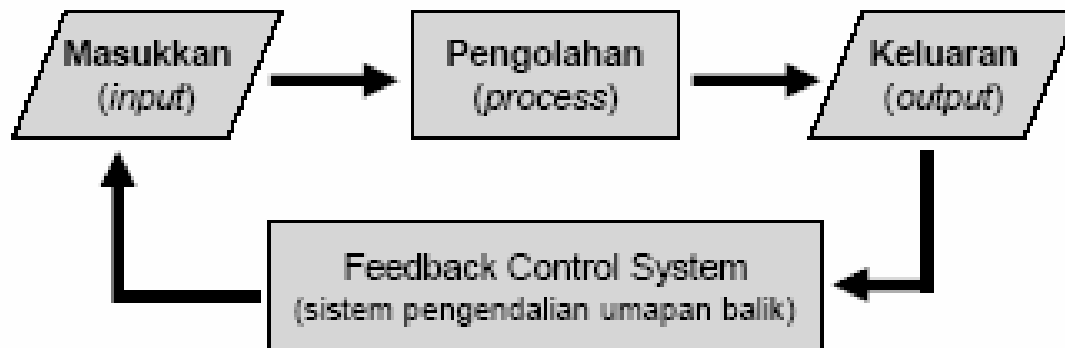 Masukkan
(input)
Pengolahan
(process)
Keluaran
(output)
Feedback Control System
(sistem pengendalian umapan balik)